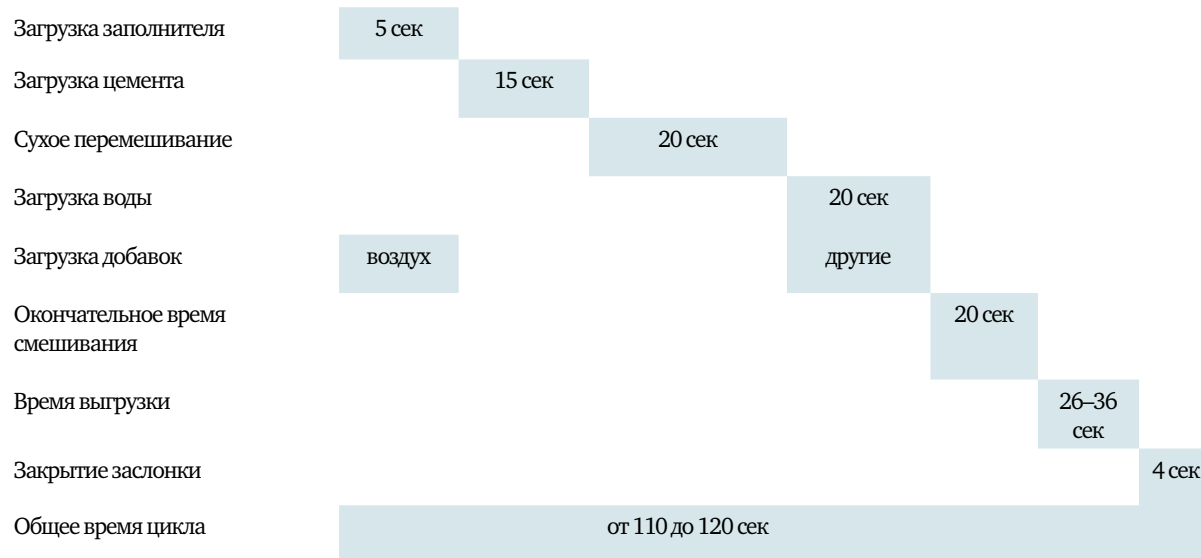 Загрузка заполнителя 5 сек
Загрузка цемента 15 сек
Сухое перемешивание 20 сек
Загрузка воды 20 сек
Загрузка добавок воздух другие
Окончательное время 20 сек
смешивания
Время выгрузки 26–36
сек
Закрытие заслонки 4 сек
Общее время цикла от 110 до 120 сек